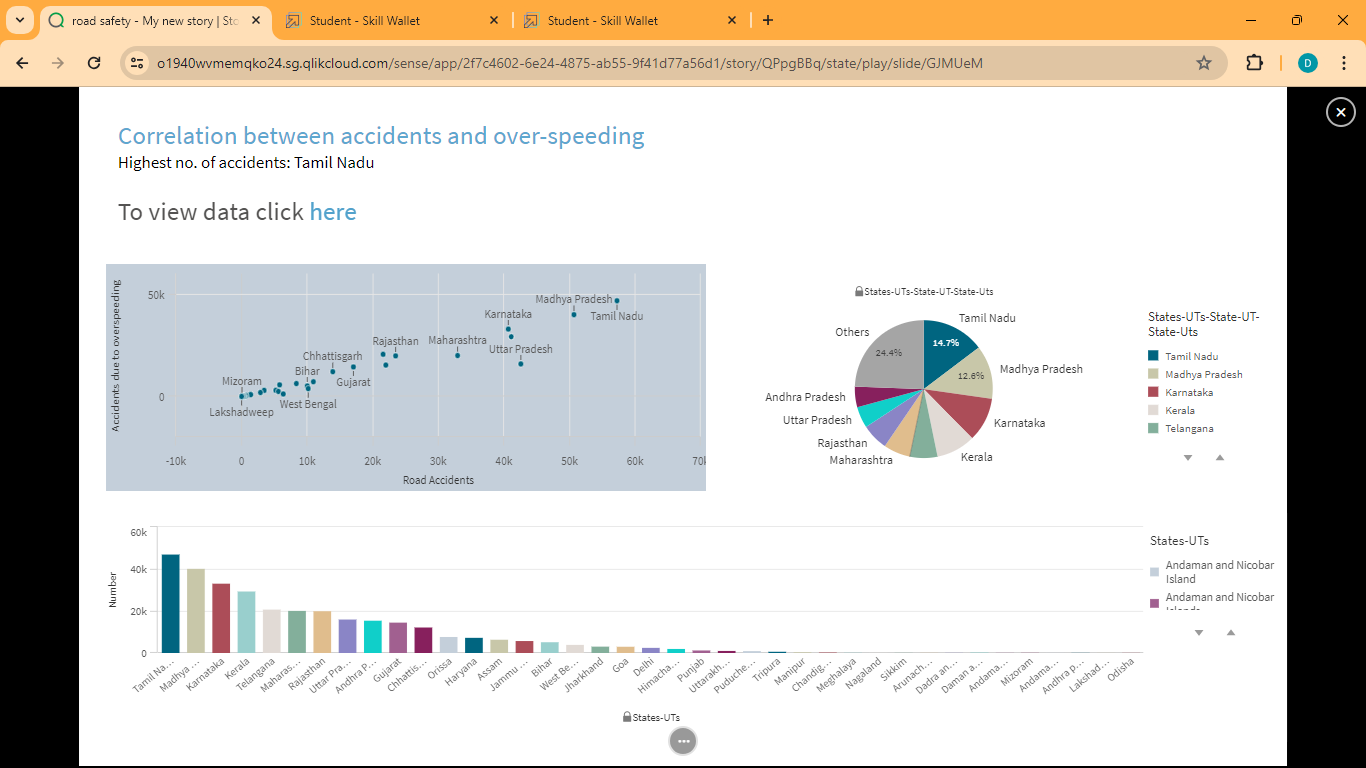 road safety - My new story | Sto
Student - Skill Wallet
Student - Skill Wallet
o1940wvmemqko24.sg.qlikcloud.com/sense/app/2f7c4602-6e24-4875-ab55-9f41d77a56d1/story/QPpgBBq/state/play/slide/GJMUeM
D
Correlation between accidents and over-speeding
Highest no. of accidents: Tamil Nadu
To view data click here
Accidents due to overspeeding
50k
0
Madhya Pradesh
Tamil Nadu
Karnataka
Uttar Pradesh
Maharashtra
Rajasthan
Chhattisgarh
Gujarat
Bihar
West Bengal
Mizoram
Lakshadweep
-10k 0 10k 20k 30k 40k 50k 60k 70k
Road Accidents
States-UTs-State-UT-State-Uts
Tamil Nadu
Others
14.7%
24.4%
12.6%
Madhya Pradesh
Andhra Pradesh
Uttar Pradesh
Karnataka
Rajasthan
Maharashtra
Kerala
States-UTs-State-UT-
State-Uts
Tamil Nadu
Madhya Pradesh
Karnataka
Kerala
Telangana
Number
60k
40k
20k
0
Tamil Na...
Madhya ...
Karnataka
Kerala
Telangana
Maharas...
Rajasthan
Uttar Pra...
Andhra P...
Gujarat
Chhattis...
Orissa
Haryana
Assam
Jammu ...
Bihar
West Be...
Jharkhand
Goa
Delhi
Himacha...
Punjab
Uttarakh...
Puduche...
Tripura
Manipur
Chandig...
Meghalaya
Nagaland
Sikkim
Arunach...
Dadra an...
Daman a...
Andama...
Mizoram
Andama...
Andhra p...
Lakshad...
Odisha
States-UTs
States-UTs
Andaman and Nicobar
Island
Andaman and Nicobar